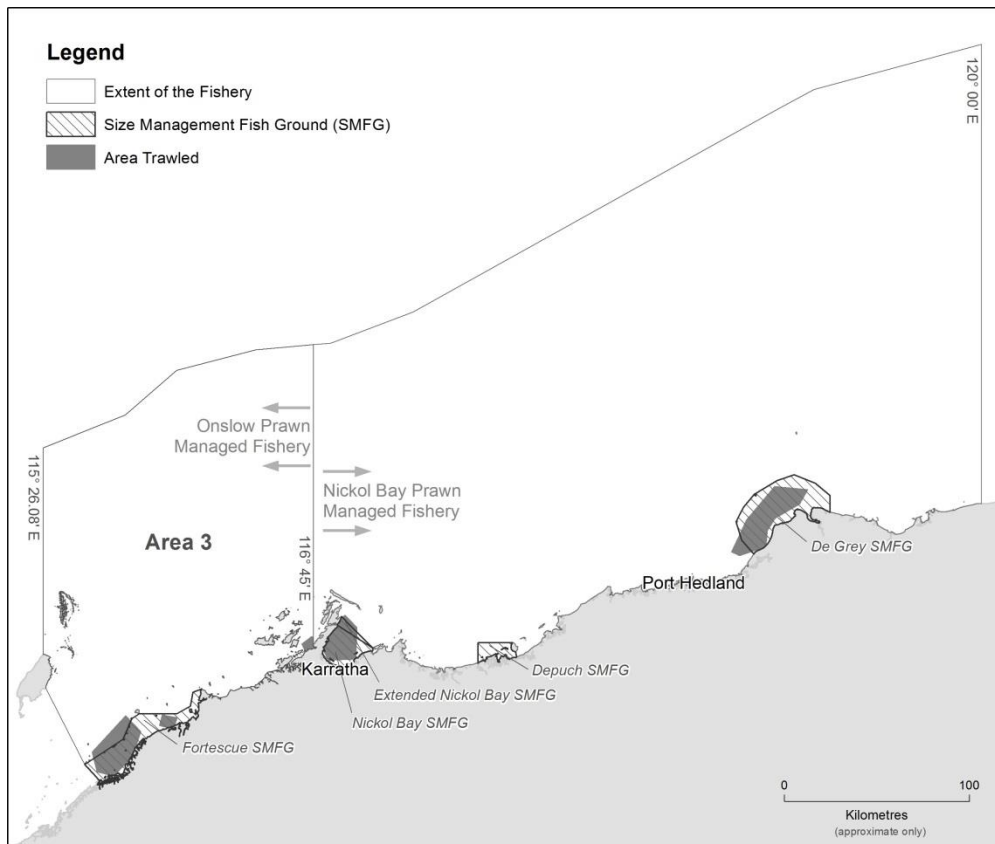 Legend
Extent of the Fishery
Size Management Fish Ground (SMFG)
Area Trawled
120° 00' E
Onslow Prawn
Managed Fishery
Nickol Bay Prawn
Managed Fishery
115° 26.08' E
Area 3
116° 45' E
De Grey SMFG
Port Hedland
Karratha
Depuch SMFG
Extended Nickol Bay SMFG
Nickol Bay SMFG
Fortescue SMFG
0 100
Kilometres
(approximate only)